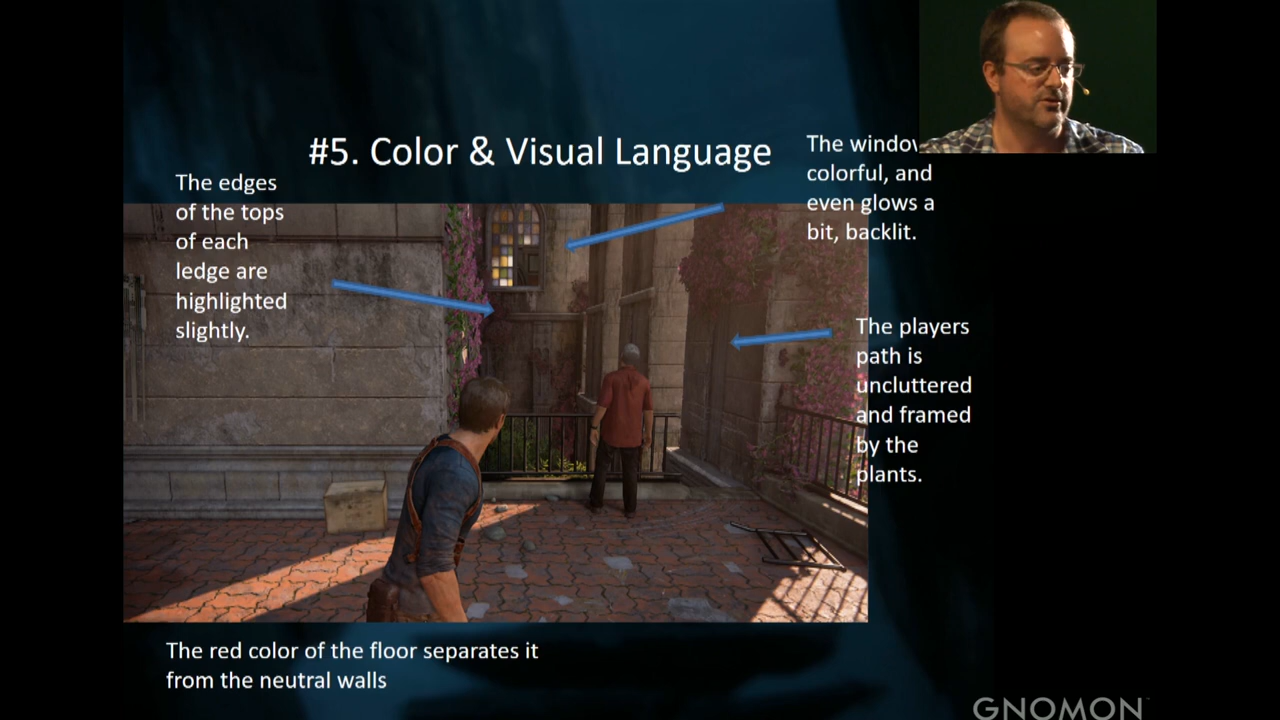 #5. Color & Visual Language
The edges
of the tops
of each
ledge are
highlighted
slightly.
The
colorful, and
even glows a
bit, backlit.
The players
path is
uncluttered
and framed
by the
plants.
The red color of the floor separates it
from the neutral walls
GNOMON